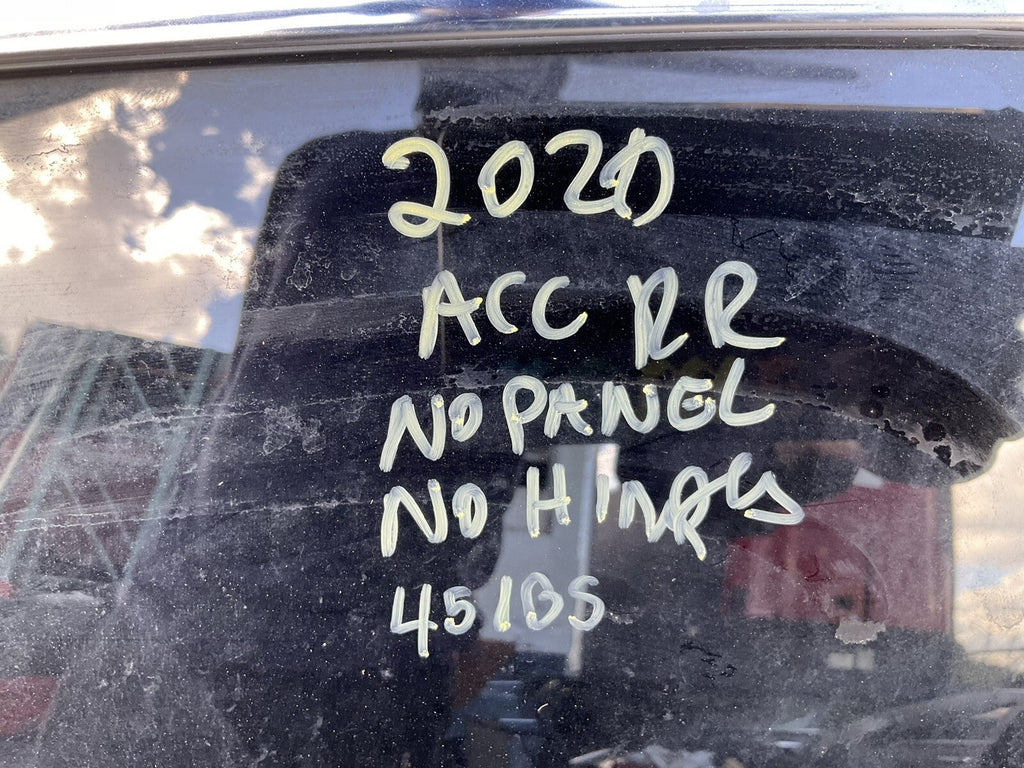 2020
ACC RR
NO PANEL
NO Hinges
45 lBS